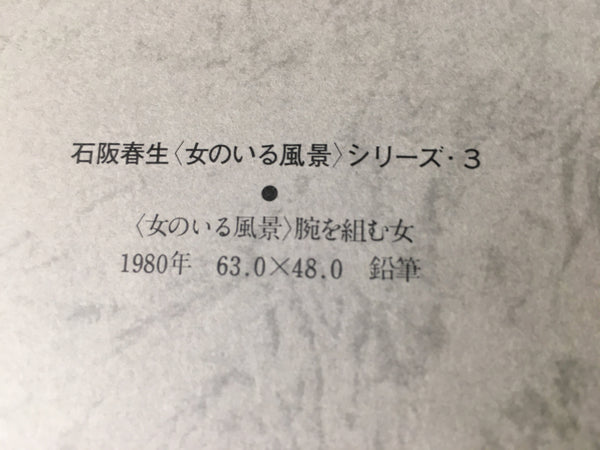 石阪春生〈女のいる風景〉シリーズ・3
●
〈女のいる風景〉腕を組む女
1980年　63.0×48.0　鉛筆